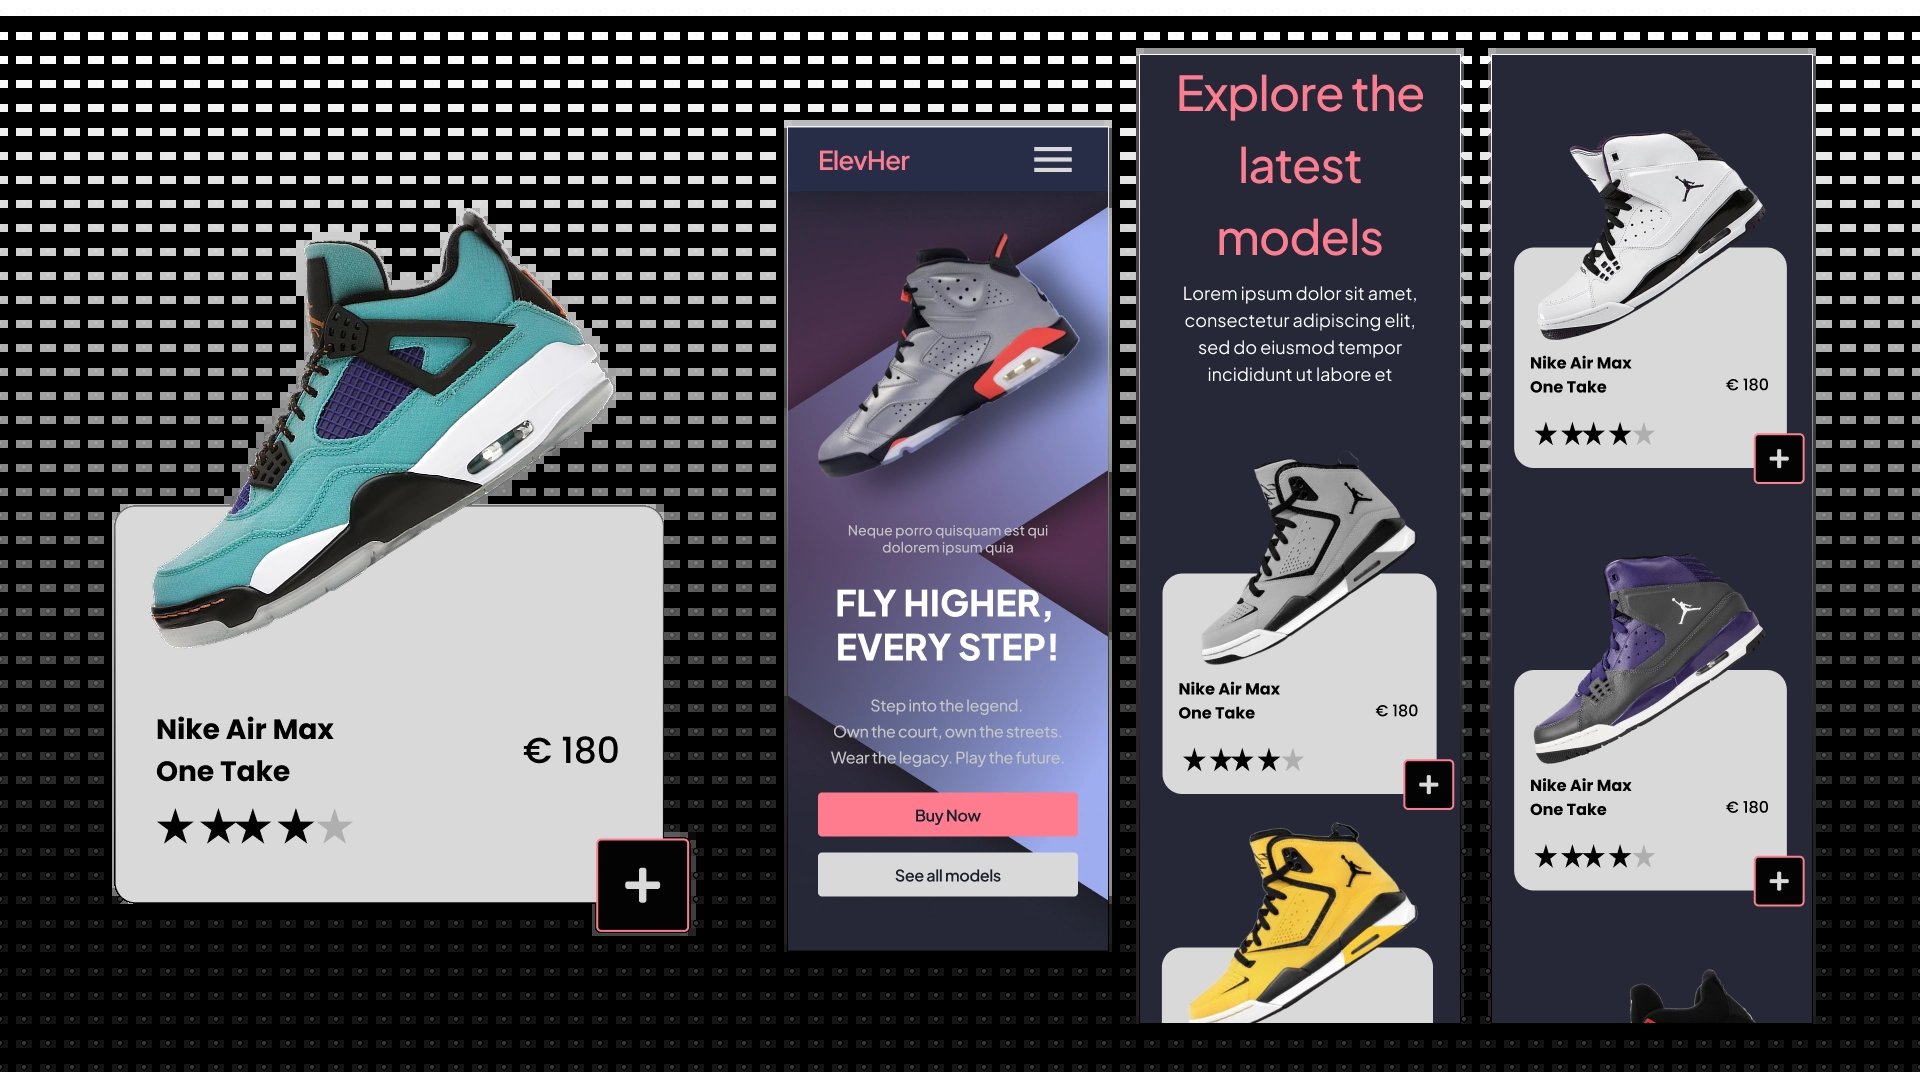 Nike Air Max
One Take
€ 180
ElevHer
Neque porro quisquam est qui
dolorem ipsum quia
FLY HIGHER,
EVERY STEP!
Step into the legend.
Own the court, own the streets.
Wear the legacy. Play the future.
Buy Now
See all models
Explore the
latest
models
Lorem ipsum dolor sit amet,
consectetur adipiscing elit,
sed do eiusmod tempor
incididunt ut labore et
Nike Air Max
One Take
€ 180
Nike Air Max
One Take
€ 180
Nike Air Max
One Take
€ 180